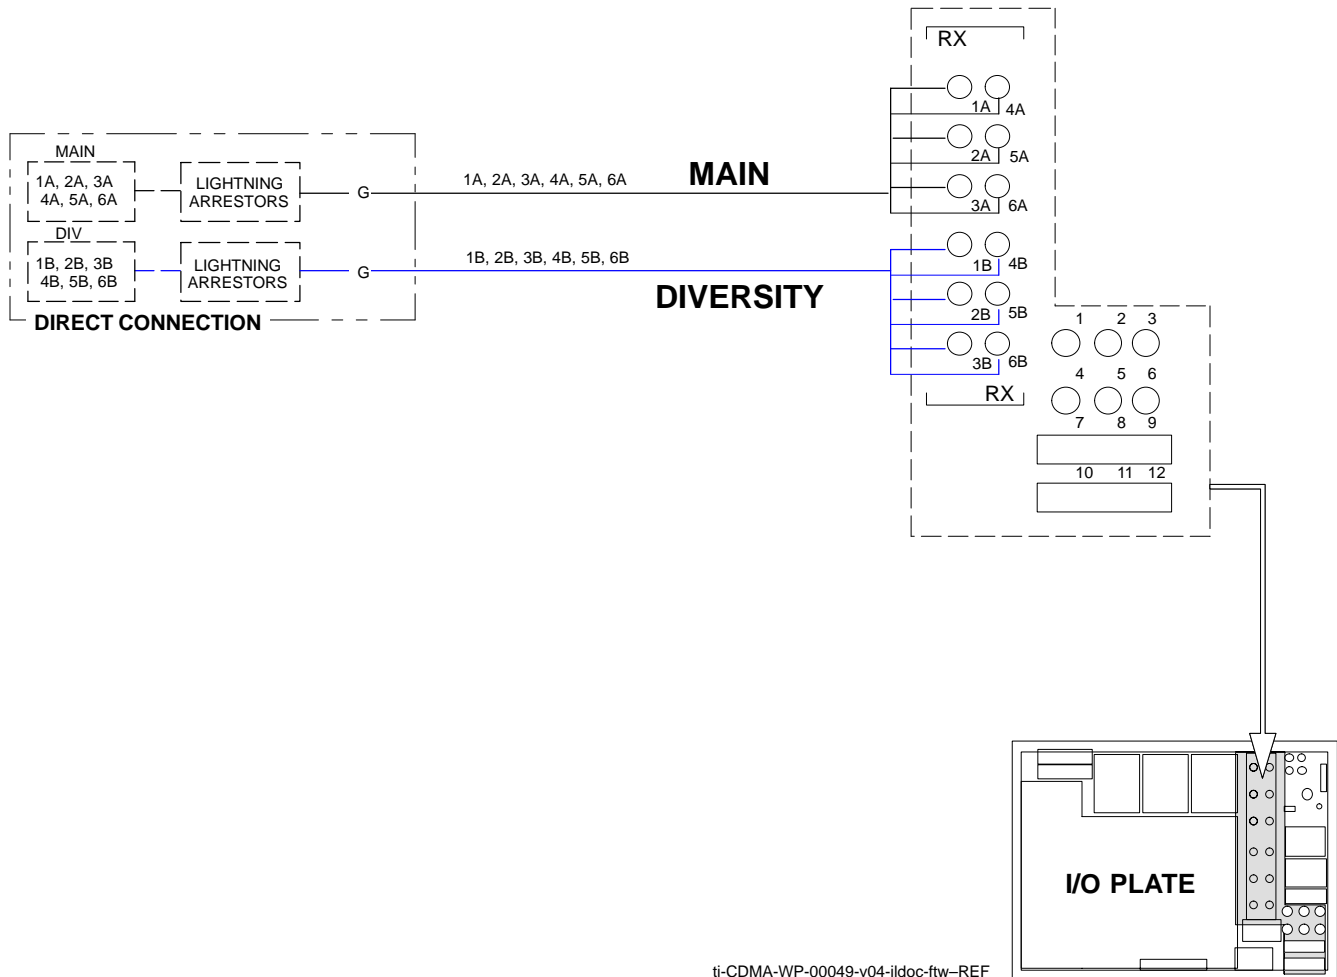 RX
1A 4A
2A 5A
3A 6A
1B 4B
2B 5B
3B 6B
RX
MAIN
1A, 2A, 3A
4A, 5A, 6A
LIGHTNING
ARRESTORS
G
1A, 2A, 3A, 4A, 5A, 6A
MAIN
DIV
1B, 2B, 3B
4B, 5B, 6B
LIGHTNING
ARRESTORS
G
1B, 2B, 3B, 4B, 5B, 6B
DIVERSITY
DIRECT CONNECTION
1 2 3
4 5 6
7 8 9
10 11 12
I/O PLATE
ti-CDMA-WP-00049-v04-ildoc-ftw–REF